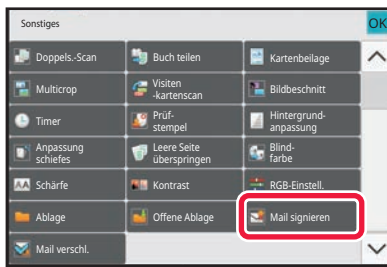 Sonstiges
OK
Doppels.-Scan
Buch teilen
Kartenbeilage
Multicrop
Visiten
-kartenscan
Bildbeschnitt
Timer
Prüf-
stempel
Hintergrund-
anpassung
Anpassung
schiefes
Leere Seite
überspringen
Blind-
farbe
Schärfe
Kontrast
RGB-Einstell.
Ablage
Offene Ablage
Mail signieren
Mail verschl.